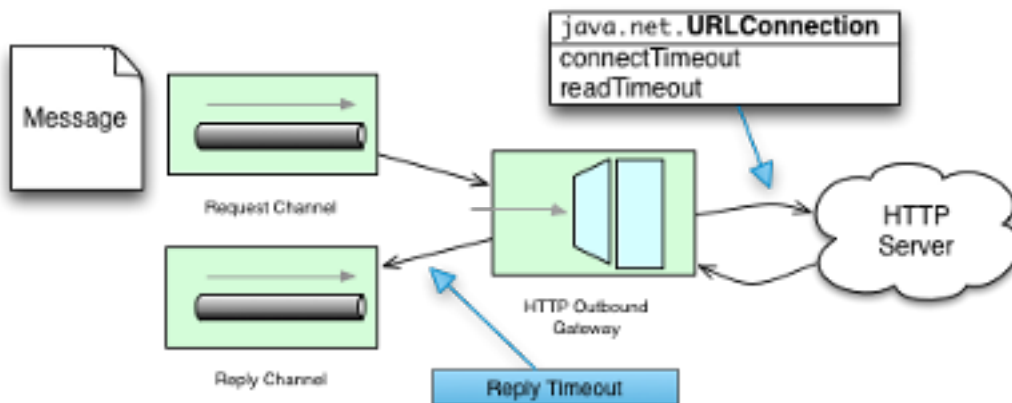 java.net.URLConnection
connectTimeout
readTimeout
Message
Request Channel
HTTP
Server
HTTP Outbound
Gateway
Reply Channel
Reply Timeout